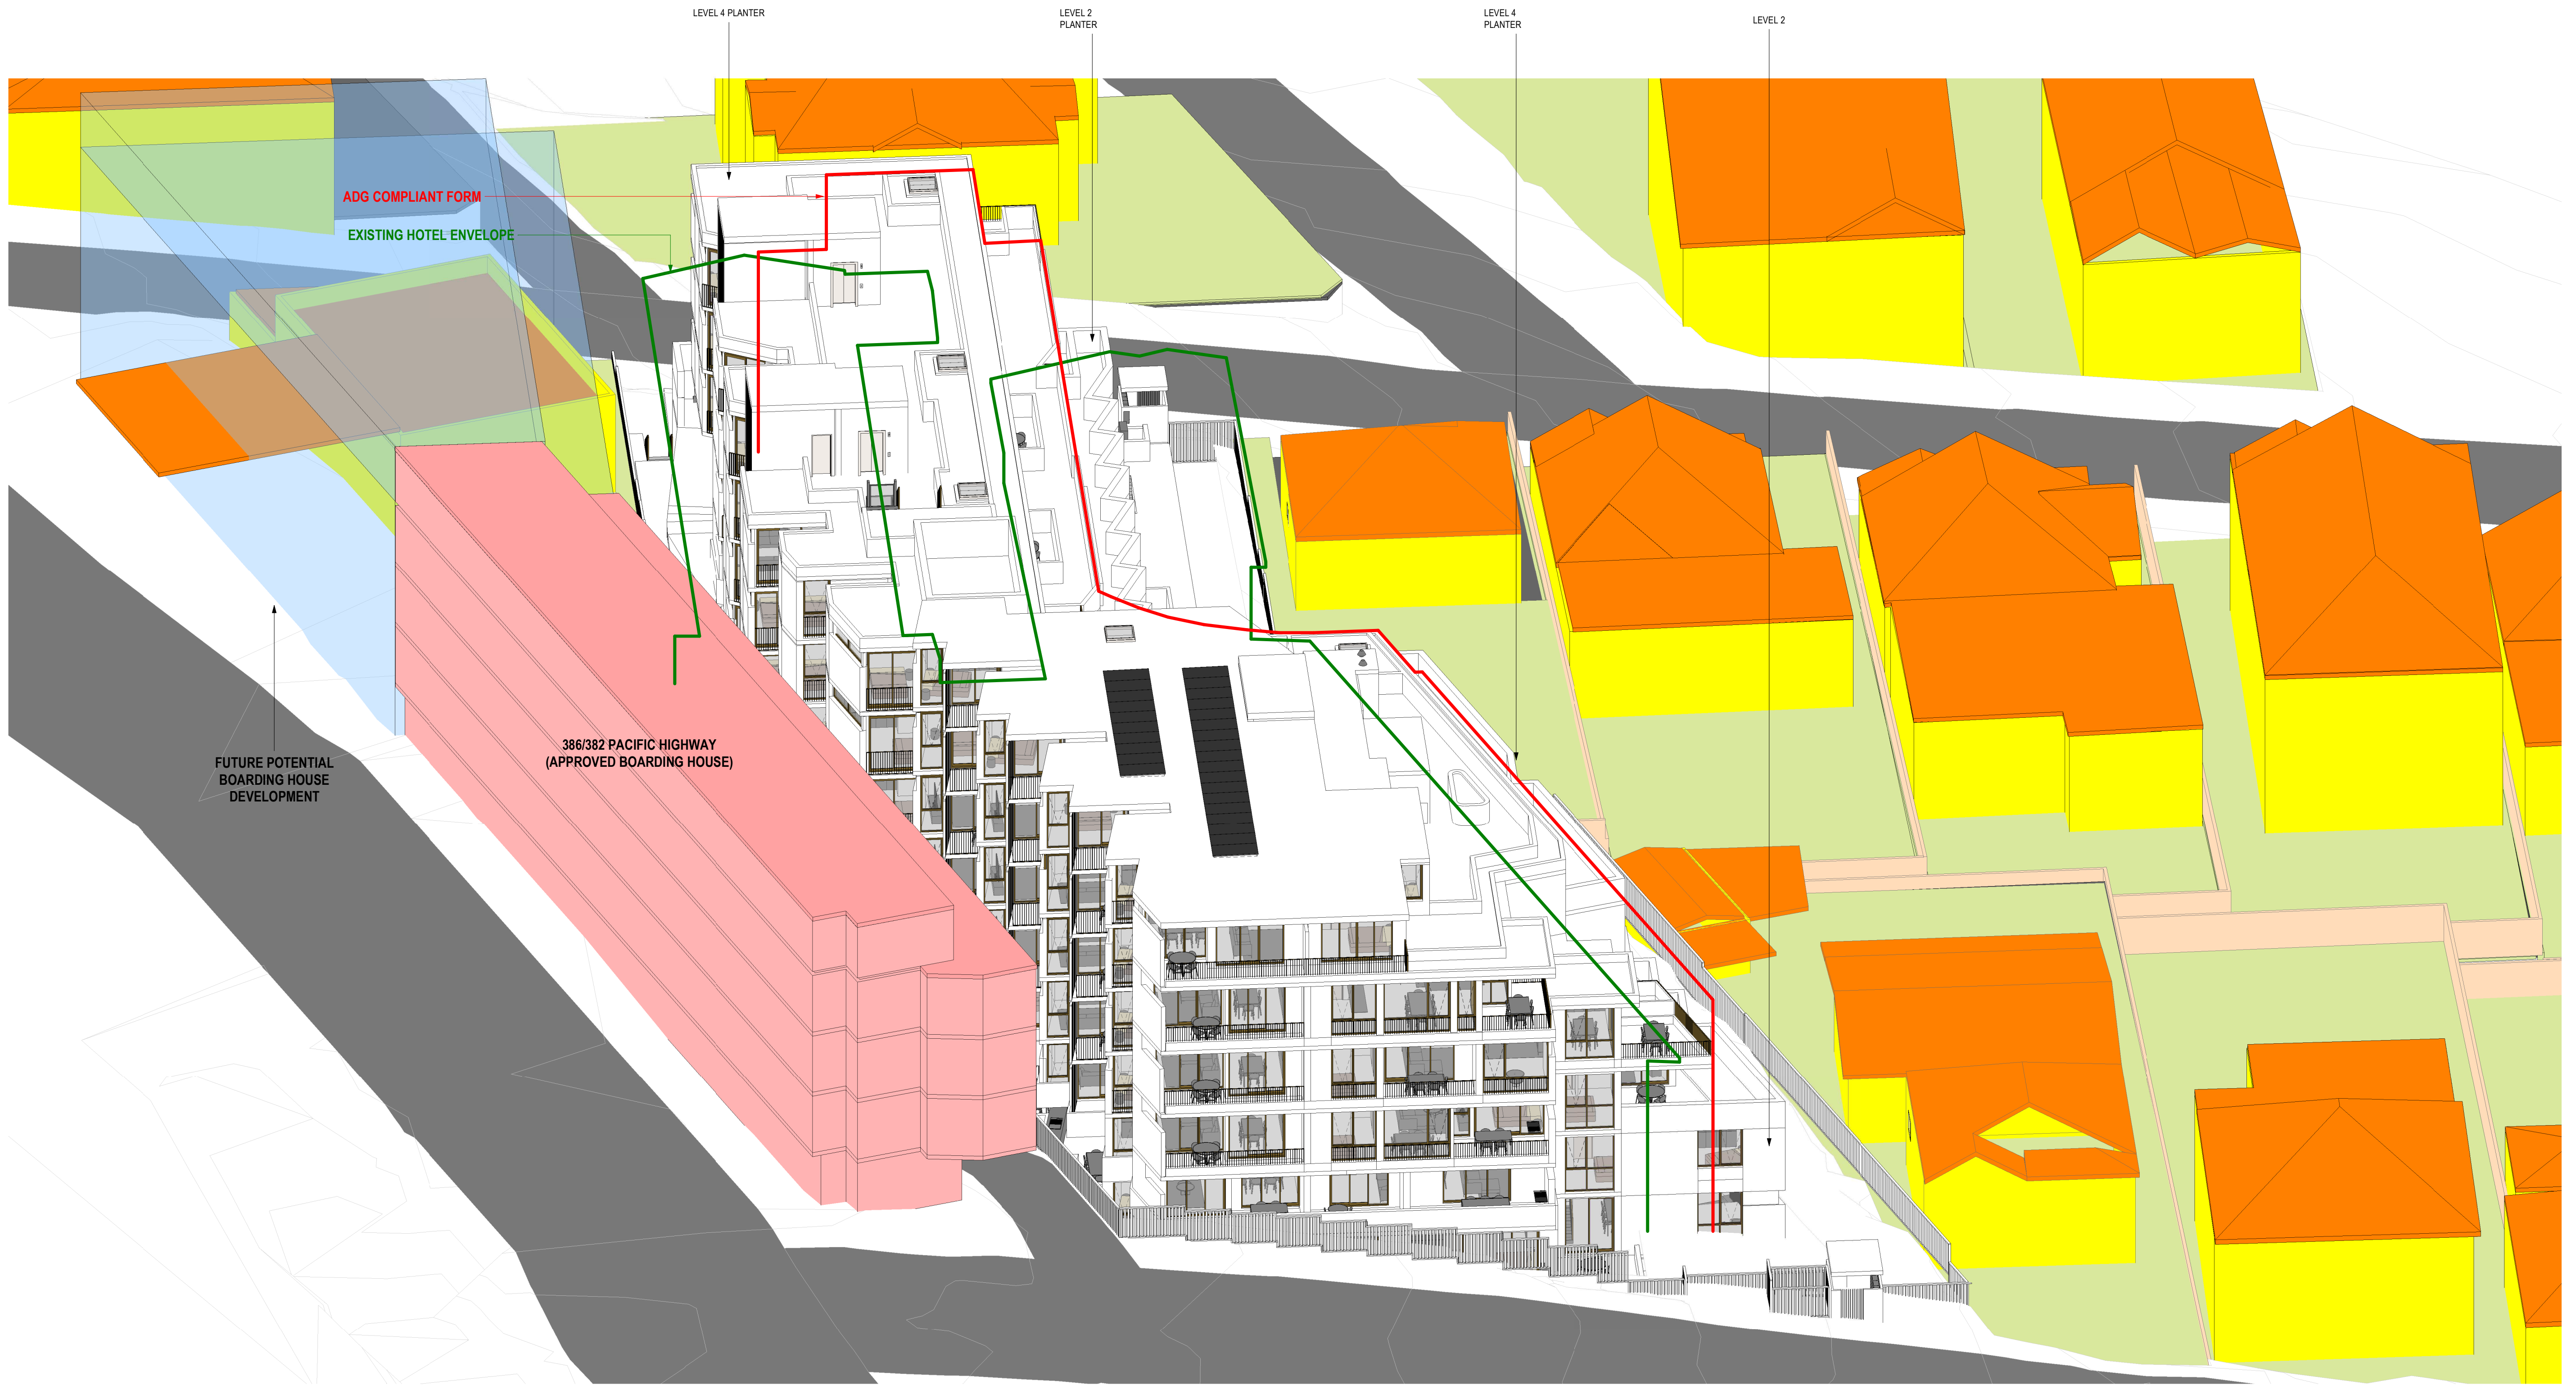 LEVEL 4 PLANTER
LEVEL 2
PLANTER
LEVEL 4
PLANTER
LEVEL 2
ADG COMPLIANT FORM
EXISTING HOTEL ENVELOPE
386/382 PACIFIC HIGHWAY
(APPROVED BOARDING HOUSE)
FUTURE POTENTIAL
BOARDING HOUSE
DEVELOPMENT